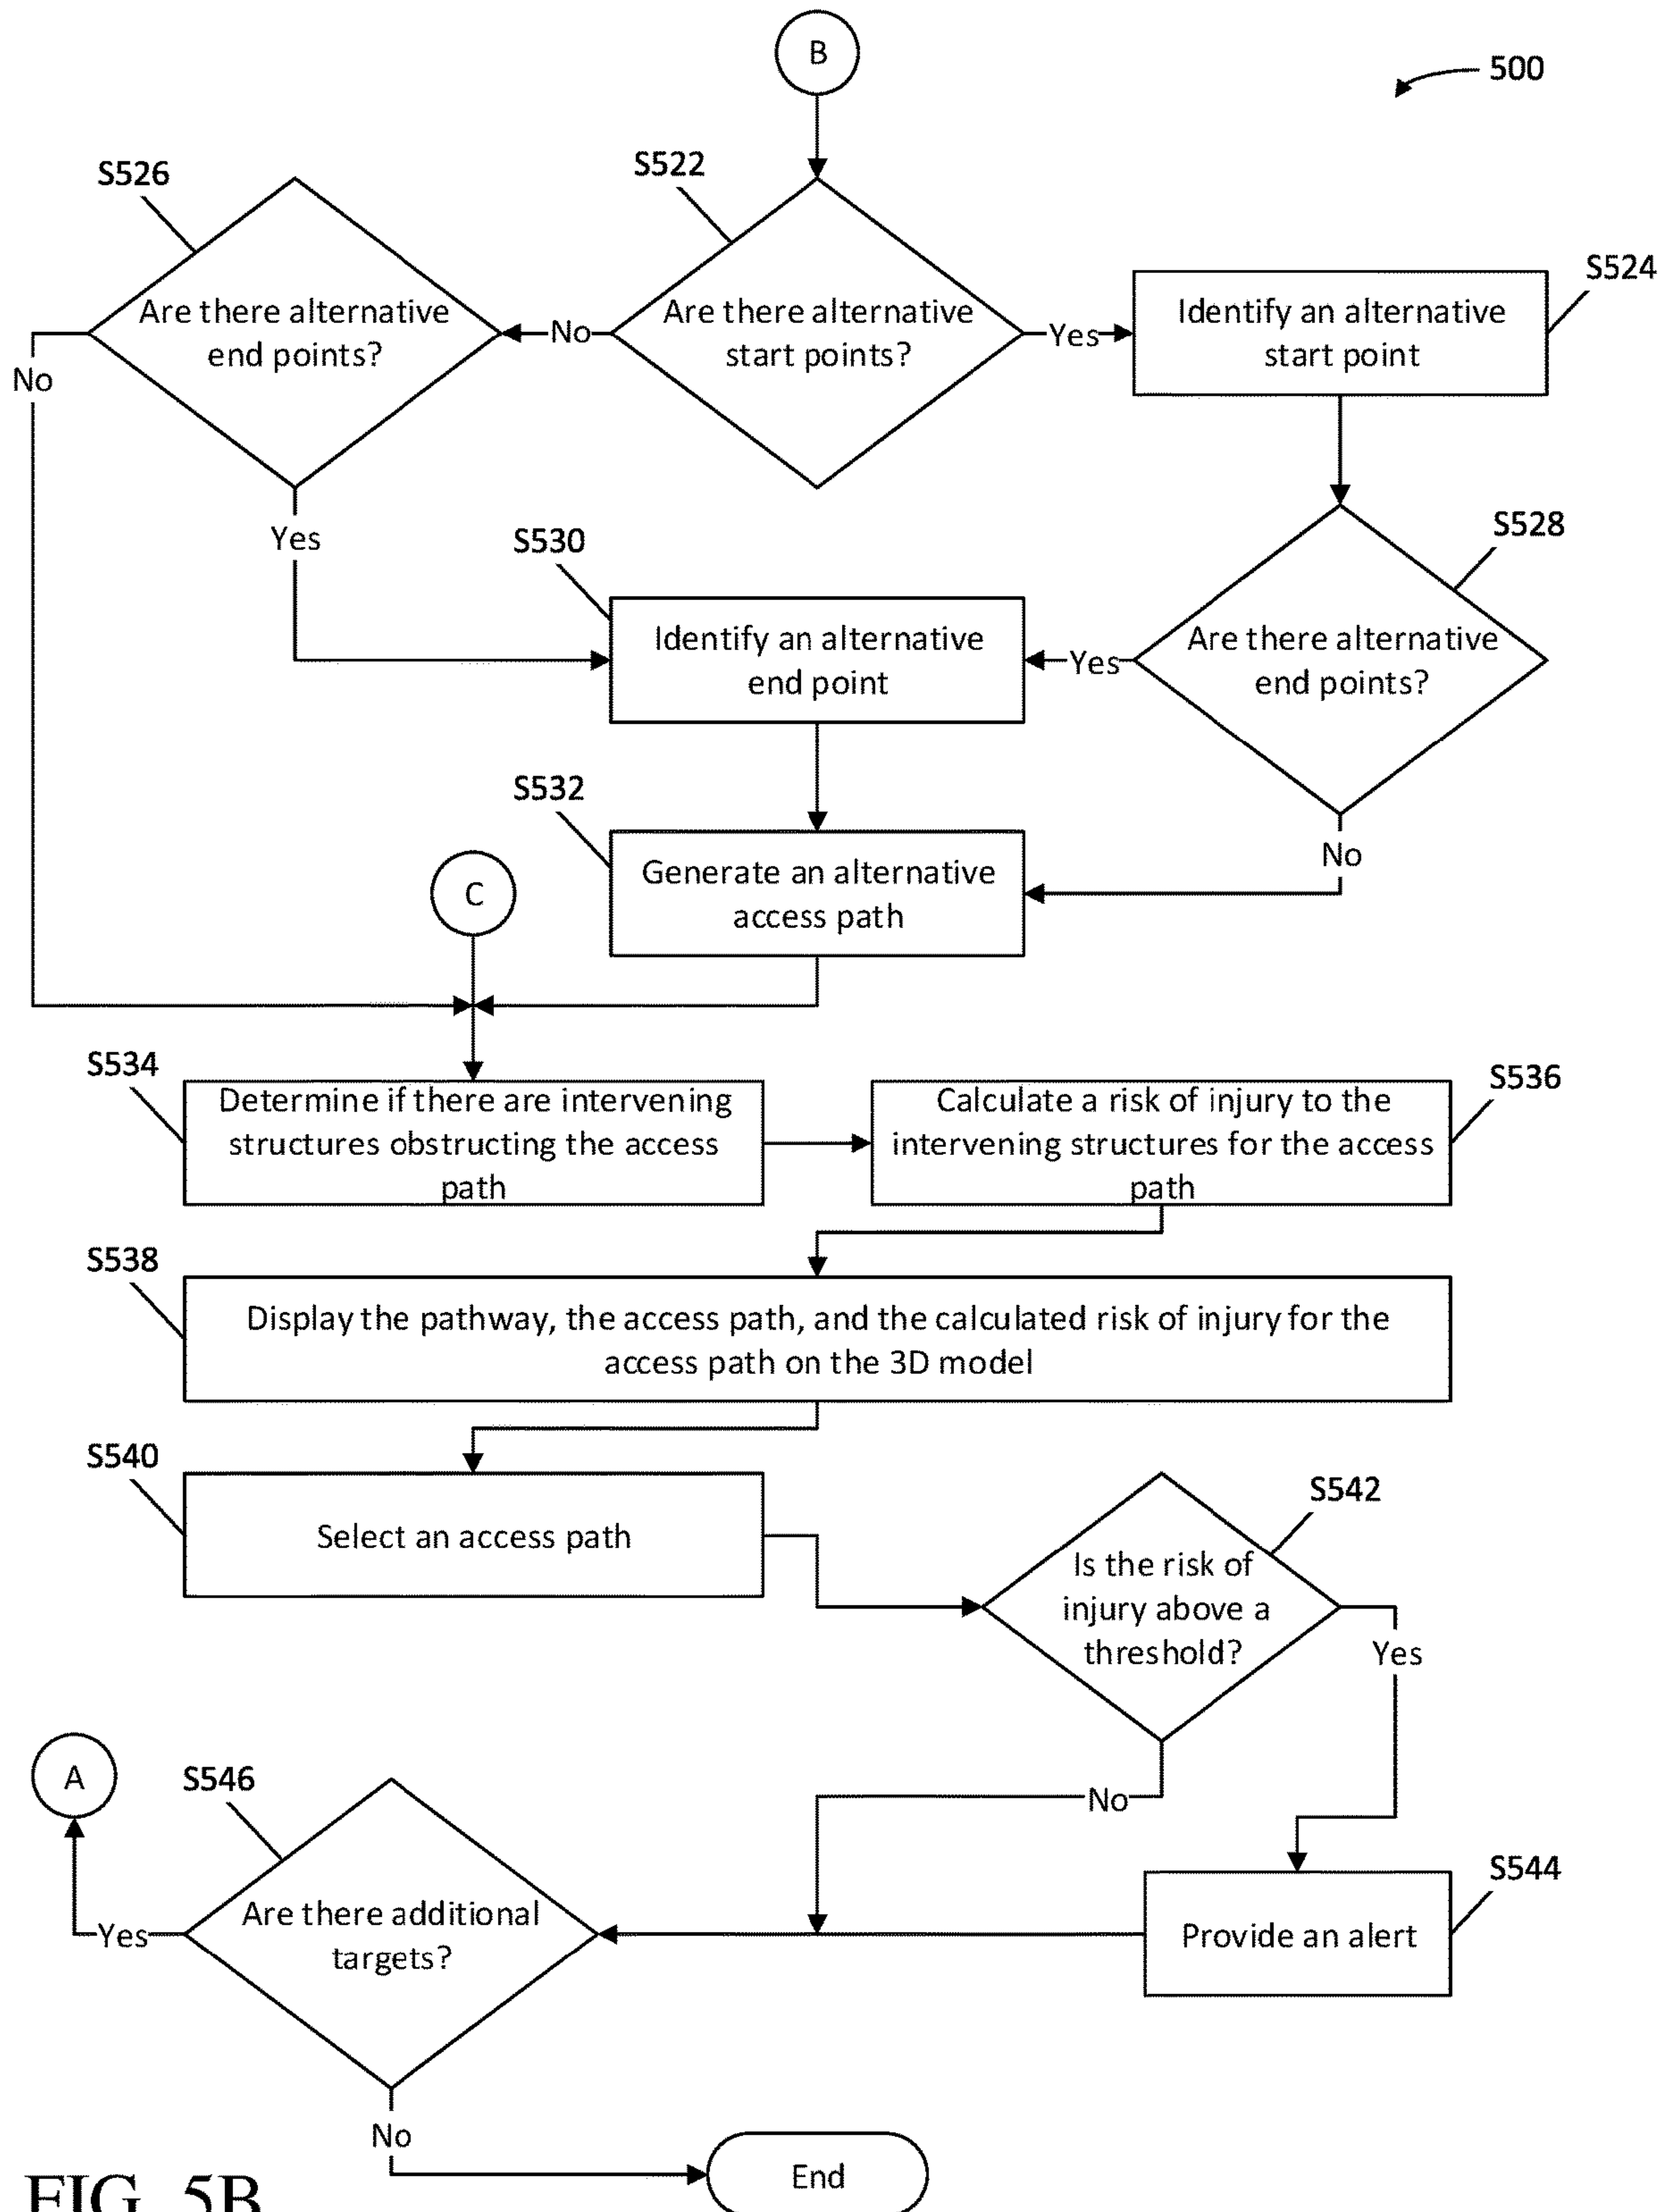 B
500
S526
S522
S524
Are there alternative
end points?
No
Are there alternative
start points?
Yes
Identify an alternative
start point
No
Yes
S530
S528
Identify an alternative
end point
Yes
Are there alternative
end points?
S532
No
C
Generate an alternative
access path
S534
S536
Determine if there are intervening
structures obstructing the access
path
Calculate a risk of injury to the
intervening structures for the access
path
S538
Display the pathway, the access path, and the calculated risk of injury for the
access path on the 3D model
S540
S542
Select an access path
Is the risk of
injury above a
threshold?
Yes
A
S546
No
S544
Are there additional
targets?
Yes
Provide an alert
No
End
FIG. 5B